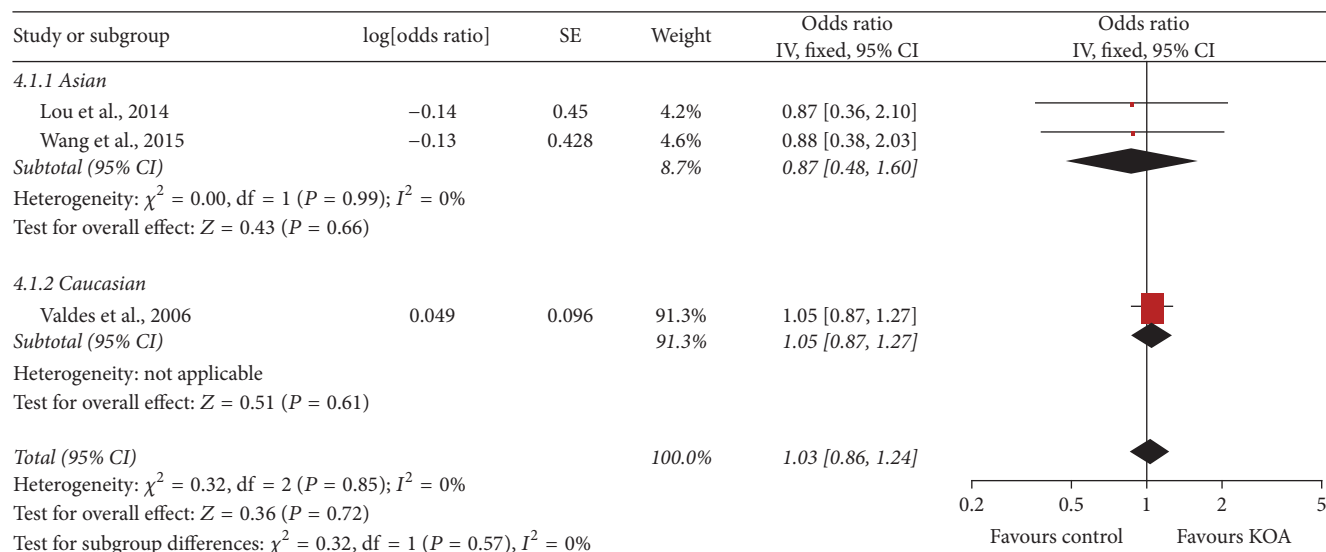 Study or subgroup log[odds ratio] SE Weight Odds ratio IV, fixed, 95% CI Odds ratio IV, fixed, 95% CI
4.1.1 Asian
Lou et al., 2014 −0.14 0.45 4.2% 0.87 [0.36, 2.10]
Wang et al., 2015 −0.13 0.428 4.6% 0.88 [0.38, 2.03]
Subtotal (95% CI) 8.7% 0.87 [0.48, 1.60]
Heterogeneity: χ² = 0.00, df = 1 (P = 0.99); I² = 0%
Test for overall effect: Z = 0.43 (P = 0.66)
4.1.2 Caucasian
Valdes et al., 2006 0.049 0.096 91.3% 1.05 [0.87, 1.27]
Subtotal (95% CI) 91.3% 1.05 [0.87, 1.27]
Heterogeneity: not applicable
Test for overall effect: Z = 0.51 (P = 0.61)
Total (95% CI) 100.0% 1.03 [0.86, 1.24]
Heterogeneity: χ² = 0.32, df = 2 (P = 0.85); I² = 0%
Test for overall effect: Z = 0.36 (P = 0.72)
Test for subgroup differences: χ² = 0.32, df = 1 (P = 0.57), I² = 0%
0.2 0.5 1 2 5
Favours control Favours KOA